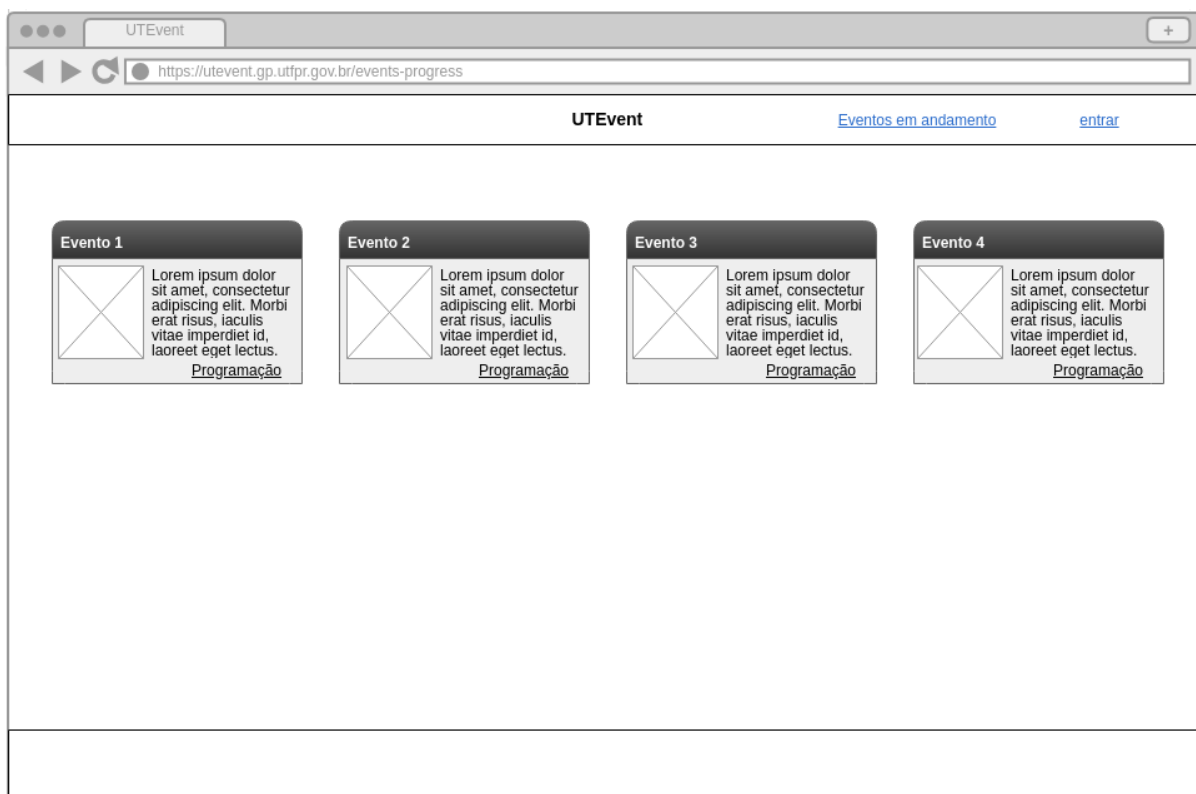 UTEvent
+
https://utevent.gp.utfpr.gov.br/events-progress
UTEvent
Eventos em andamento
entrar
Evento 1
Lorem ipsum dolor
sit amet, consectetur
adipiscing elit. Morbi
erat risus, iaculis
vitae imperdiet id,
laoreet eget lectus.
Programação
Evento 2
Lorem ipsum dolor
sit amet, consectetur
adipiscing elit. Morbi
erat risus, iaculis
vitae imperdiet id,
laoreet eget lectus.
Programação
Evento 3
Lorem ipsum dolor
sit amet, consectetur
adipiscing elit. Morbi
erat risus, iaculis
vitae imperdiet id,
laoreet eget lectus.
Programação
Evento 4
Lorem ipsum dolor
sit amet, consectetur
adipiscing elit. Morbi
erat risus, iaculis
vitae imperdiet id,
laoreet eget lectus.
Programação